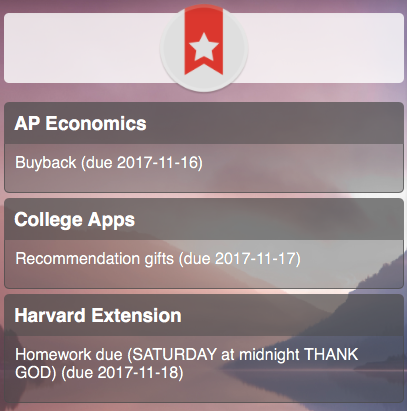 AP Economics
Buyback (due 2017-11-16)
College Apps
Recommendation gifts (due 2017-11-17)
Harvard Extension
Homework due (SATURDAY at midnight THANK
GOD) (due 2017-11-18)